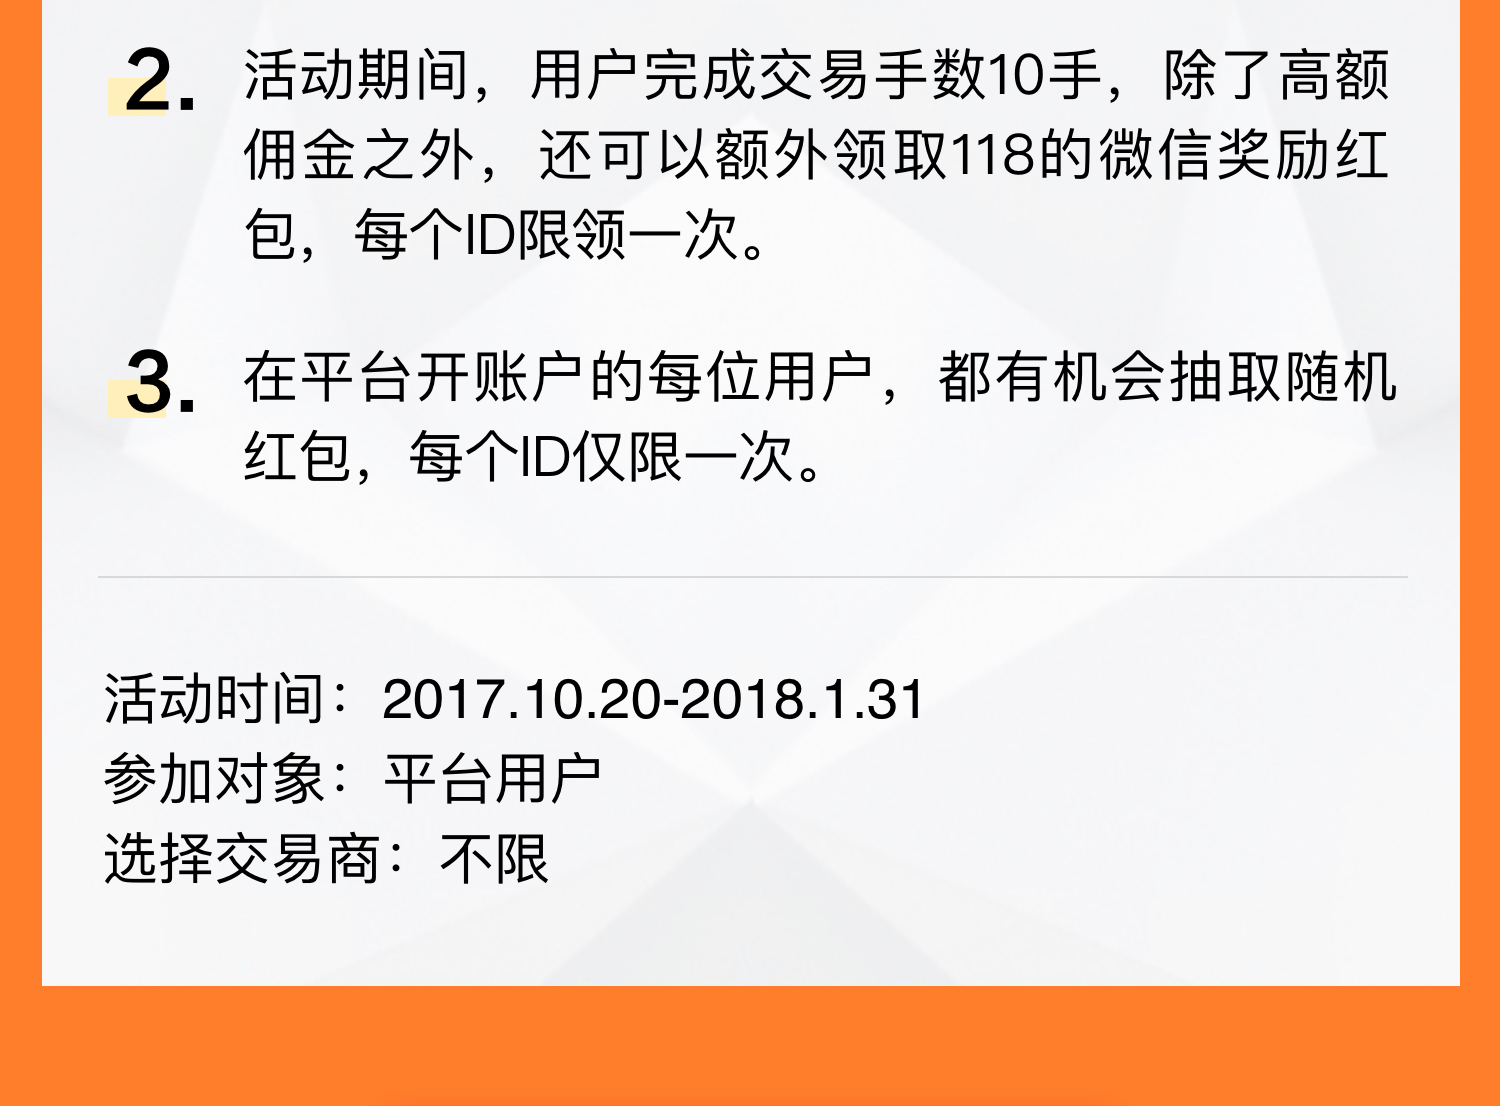 2. 活动期间，用户完成交易手数10手，除了高额
佣金之外，还可以额外领取118的微信奖励红
包，每个ID限领一次。
3. 在平台开账户的每位用户，都有机会抽取随机
红包，每个ID仅限一次。
活动时间：2017.10.20-2018.1.31
参加对象：平台用户
选择交易商：不限